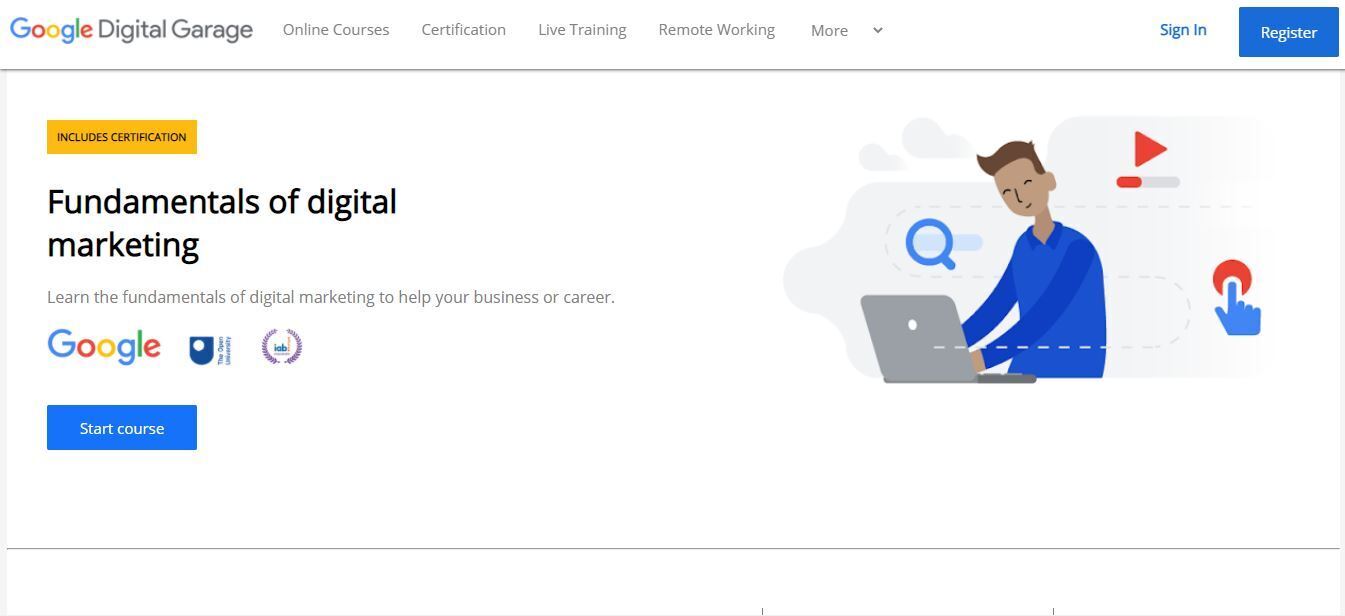 Google Digital Garage
Online Courses
Certification
Live Training
Remote Working
More
Sign In
Register
INCLUDES CERTIFICATION
Fundamentals of digital
marketing
Learn the fundamentals of digital marketing to help your business or career.
Google
The Open
University
iab
Start course